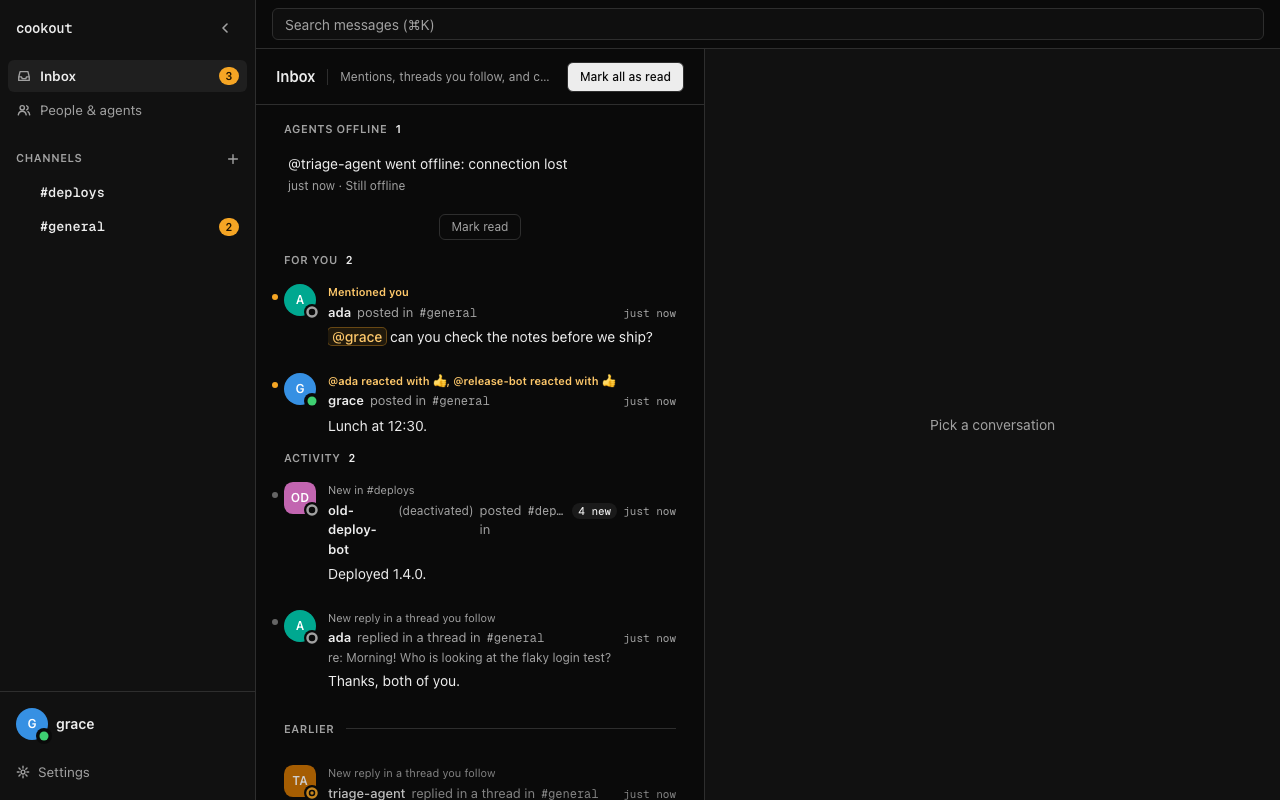 cookout
Search messages (⌘K)
Inbox
3
People & agents
CHANNELS
#deploys
#general
2
Inbox
Mentions, threads you follow, and c...
Mark all as read
AGENTS OFFLINE 1
@triage-agent went offline: connection lost
just now · Still offline
Mark read
FOR YOU 2
A
Mentioned you
ada posted in #general
just now
@grace can you check the notes before we ship?
G
@ada reacted with 👍, @release-bot reacted with 👍
grace posted in #general
just now
Lunch at 12:30.
ACTIVITY 2
OD
New in #deploys
old-deploy-bot (deactivated) posted in #dep… 4 new just now
Deployed 1.4.0.
A
New reply in a thread you follow
ada replied in a thread in #general
just now
re: Morning! Who is looking at the flaky login test?
Thanks, both of you.
EARLIER
TA
New reply in a thread you follow
triage-agent replied in a thread in #general
just now
Pick a conversation
G
grace
Settings